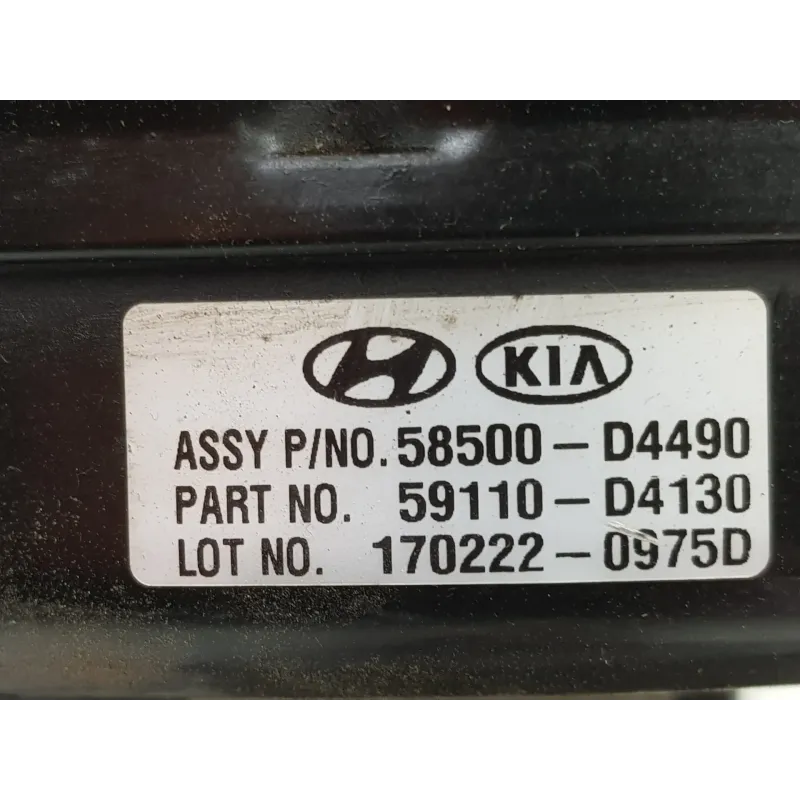 H KIA
ASSY P/NO. 58500-D4490
PART NO. 59110-D4130
LOT NO. 170222-0975D